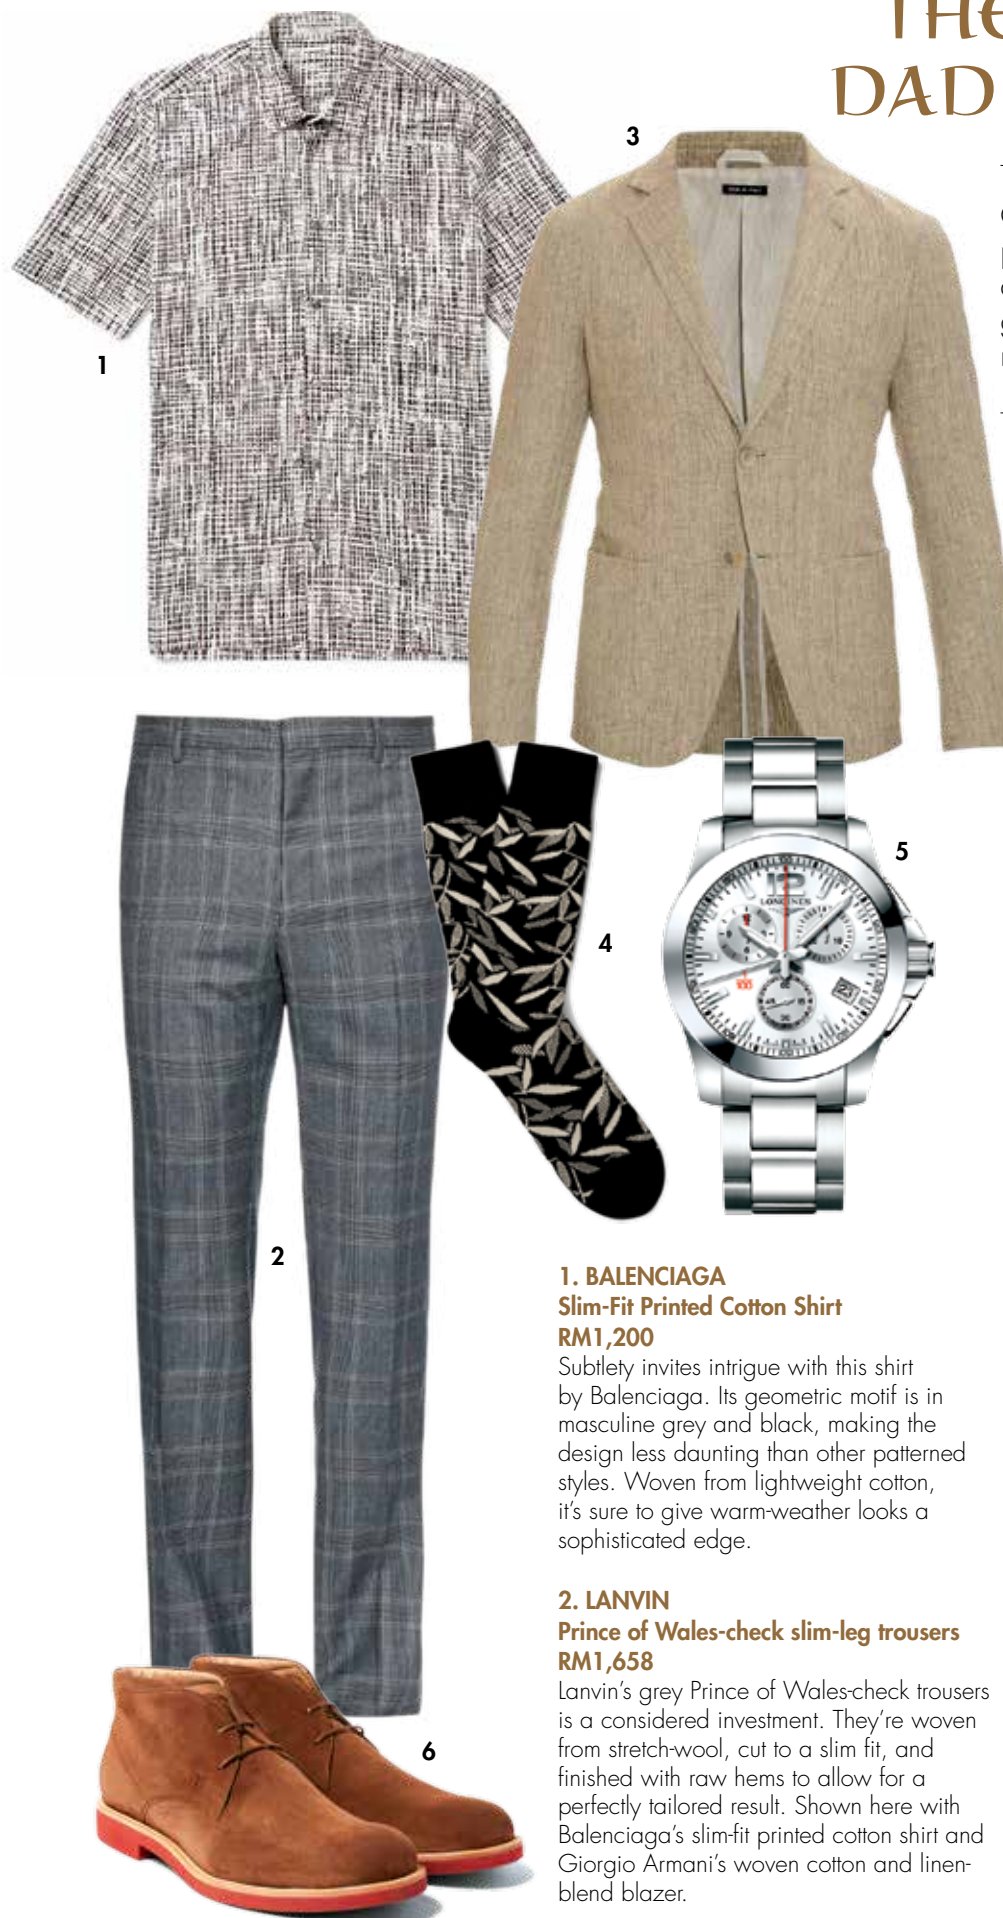 THE
DAD
3
1
5
LONGINES
4
2
6
1. BALENCIAGA
Slim-Fit Printed Cotton Shirt
RM1,200
Subtlety invites intrigue with this shirt
by Balenciaga. Its geometric motif is in
masculine grey and black, making the
design less daunting than other patterned
styles. Woven from lightweight cotton,
it’s sure to give warm-weather looks a
sophisticated edge.
2. LANVIN
Prince of Wales-check slim-leg trousers
RM1,658
Lanvin’s grey Prince of Wales-check trousers
is a considered investment. They’re woven
from stretch-wool, cut to a slim fit, and
finished with raw hems to allow for a
perfectly tailored result. Shown here with
Balenciaga’s slim-fit printed cotton shirt and
Giorgio Armani’s woven cotton and linen-
blend blazer.